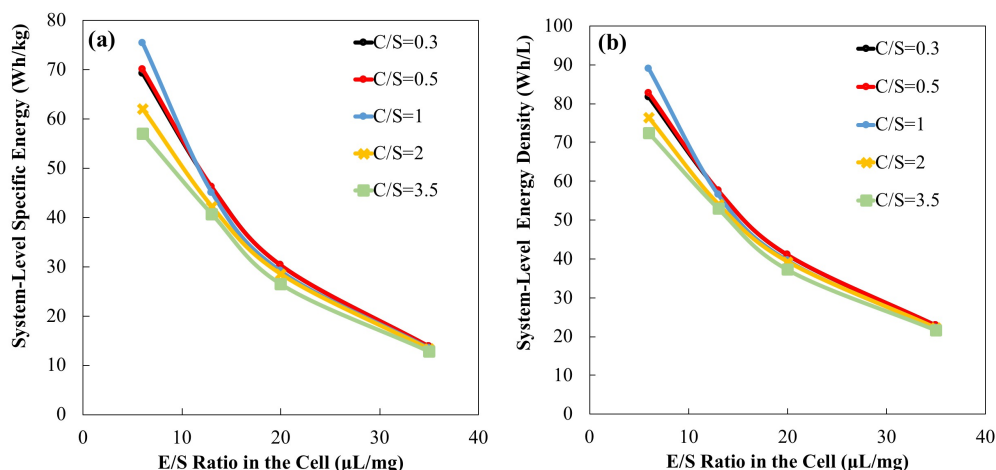 (a)
System-Level Specific Energy (Wh/kg)
80
70
60
50
40
30
20
10
0
0 10 20 30 40
E/S Ratio in the Cell (µL/mg)
C/S=0.3
C/S=0.5
C/S=1
C/S=2
C/S=3.5
(b)
System-Level Energy Density (Wh/L)
100
90
80
70
60
50
40
30
20
10
0
0 10 20 30 40
E/S Ratio in the Cell (µL/mg)
C/S=0.3
C/S=0.5
C/S=1
C/S=2
C/S=3.5